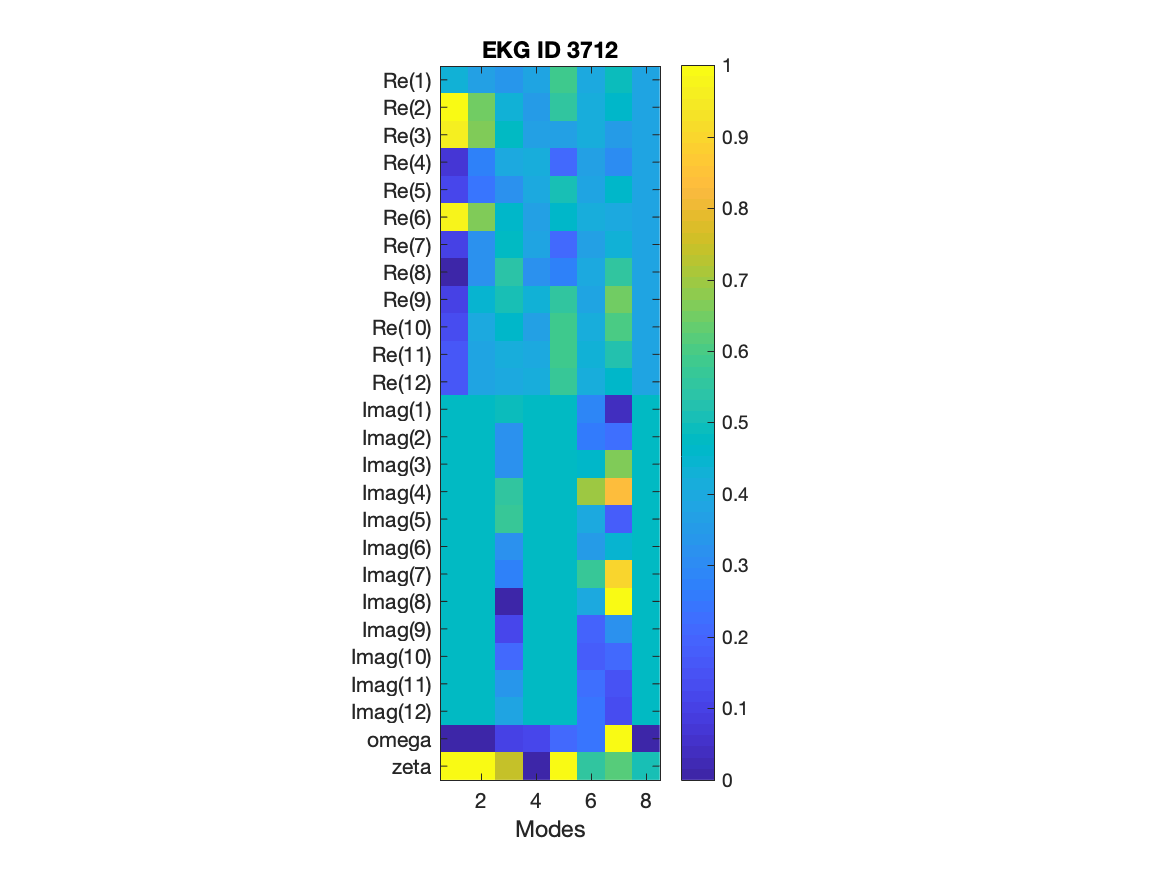 EKG ID 3712
Re(1)
Re(2)
Re(3)
Re(4)
Re(5)
Re(6)
Re(7)
Re(8)
Re(9)
Re(10)
Re(11)
Re(12)
Imag(1)
Imag(2)
Imag(3)
Imag(4)
Imag(5)
Imag(6)
Imag(7)
Imag(8)
Imag(9)
Imag(10)
Imag(11)
Imag(12)
omega
zeta
2 4 6 8
Modes
1
0.9
0.8
0.7
0.6
0.5
0.4
0.3
0.2
0.1
0